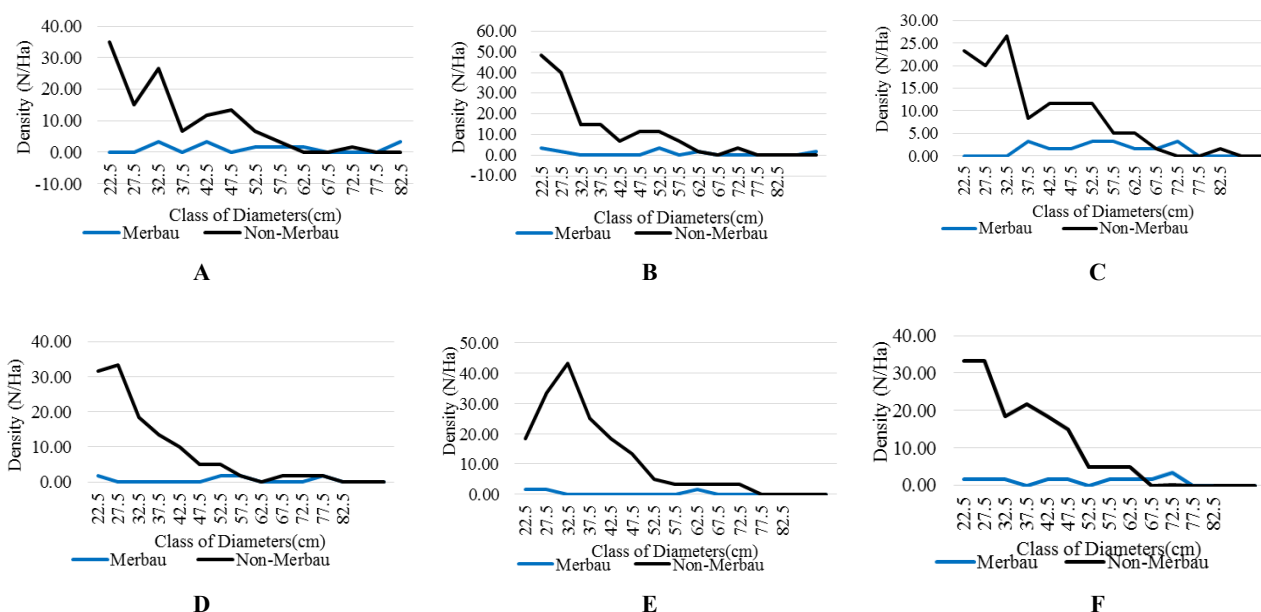 40.00
30.00
20.00
10.00
0.00
-10.00
Density (N/Ha)
22.5 27.5 32.5 37.5 42.5 47.5 52.5 57.5 62.5 67.5 72.5 77.5 82.5
Class of Diameters(cm)
Merbau Non-Merbau
A
60.00
50.00
40.00
30.00
20.00
10.00
0.00
-10.00
Density (N/Ha)
22.5 27.5 32.5 37.5 42.5 47.5 52.5 57.5 62.5 67.5 72.5 77.5 82.5
Class of Diameters(cm)
Merbau Non-Merbau
B
30.00
25.00
20.00
15.00
10.00
5.00
0.00
Density (N/Ha)
22.5 27.5 32.5 37.5 42.5 47.5 52.5 57.5 62.5 67.5 72.5 77.5 82.5
Class of Diameters(cm)
Merbau Non-Merbau
C
40.00
30.00
20.00
10.00
0.00
Density (N/Ha)
22.5 27.5 32.5 37.5 42.5 47.5 52.5 57.5 62.5 67.5 72.5 77.5 82.5
Class of Diameters(cm)
Merbau Non-Merbau
D
50.00
40.00
30.00
20.00
10.00
0.00
Density (N/Ha)
22.5 27.5 32.5 37.5 42.5 47.5 52.5 57.5 62.5 67.5 72.5 77.5 82.5
Class of Diameters(cm)
Merbau Non-Merbau
E
40.00
30.00
20.00
10.00
0.00
Density (N/Ha)
22.5 27.5 32.5 37.5 42.5 47.5 52.5 57.5 62.5 67.5 72.5 77.5 82.5
Class of Diameters(cm)
Merbau Non-Merbau
F